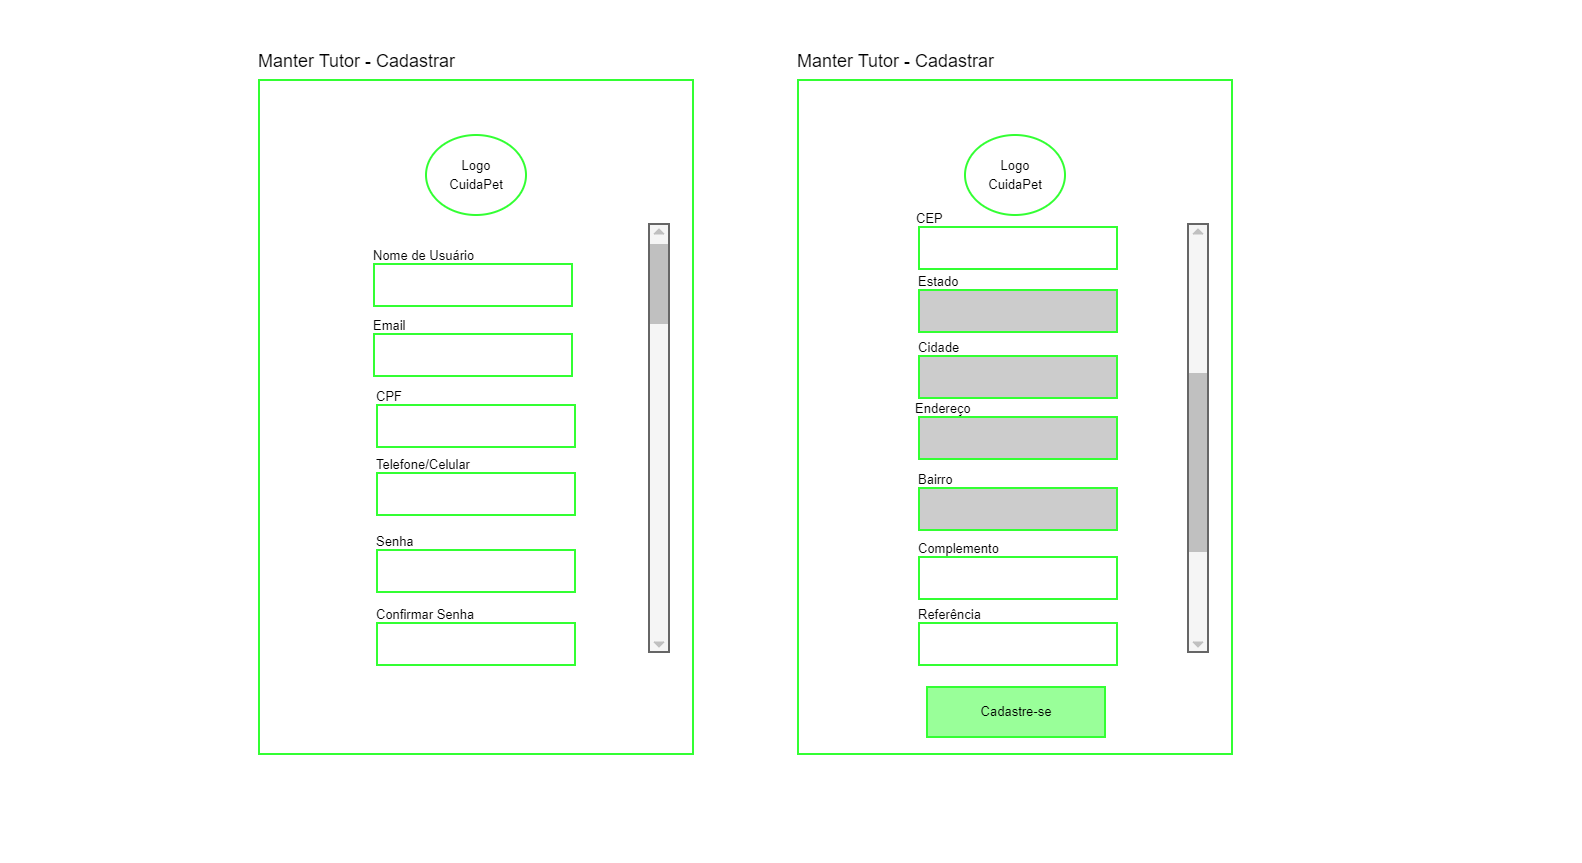 Manter Tutor - Cadastrar
Logo
CuidaPet
Nome de Usuário
Email
CPF
Telefone/Celular
Senha
Confirmar Senha
Manter Tutor - Cadastrar
Logo
CuidaPet
CEP
Estado
Cidade
Endereço
Bairro
Complemento
Referência
Cadastre-se